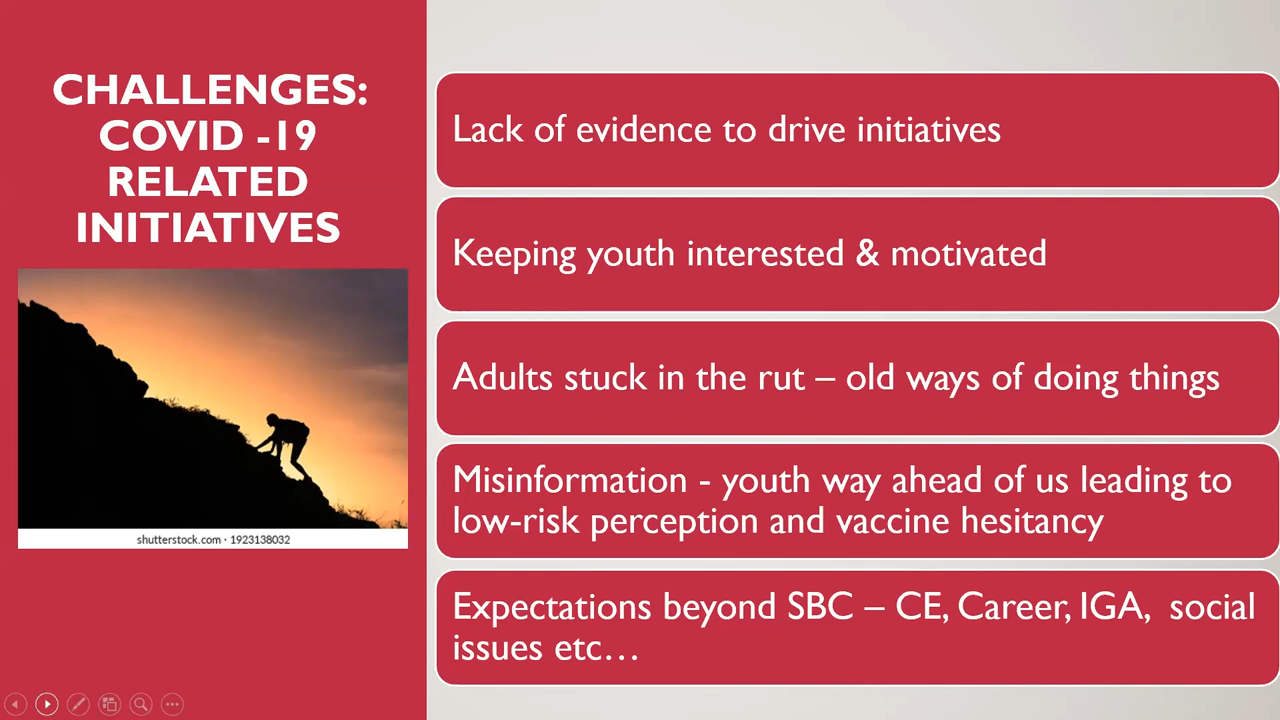 CHALLENGES:
COVID -19
RELATED
INITIATIVES
shutterstock.com · 1923138032
Lack of evidence to drive initiatives
Keeping youth interested & motivated
Adults stuck in the rut – old ways of doing things
Misinformation - youth way ahead of us leading to
low-risk perception and vaccine hesitancy
Expectations beyond SBC – CE, Career, IGA,  social
issues etc…